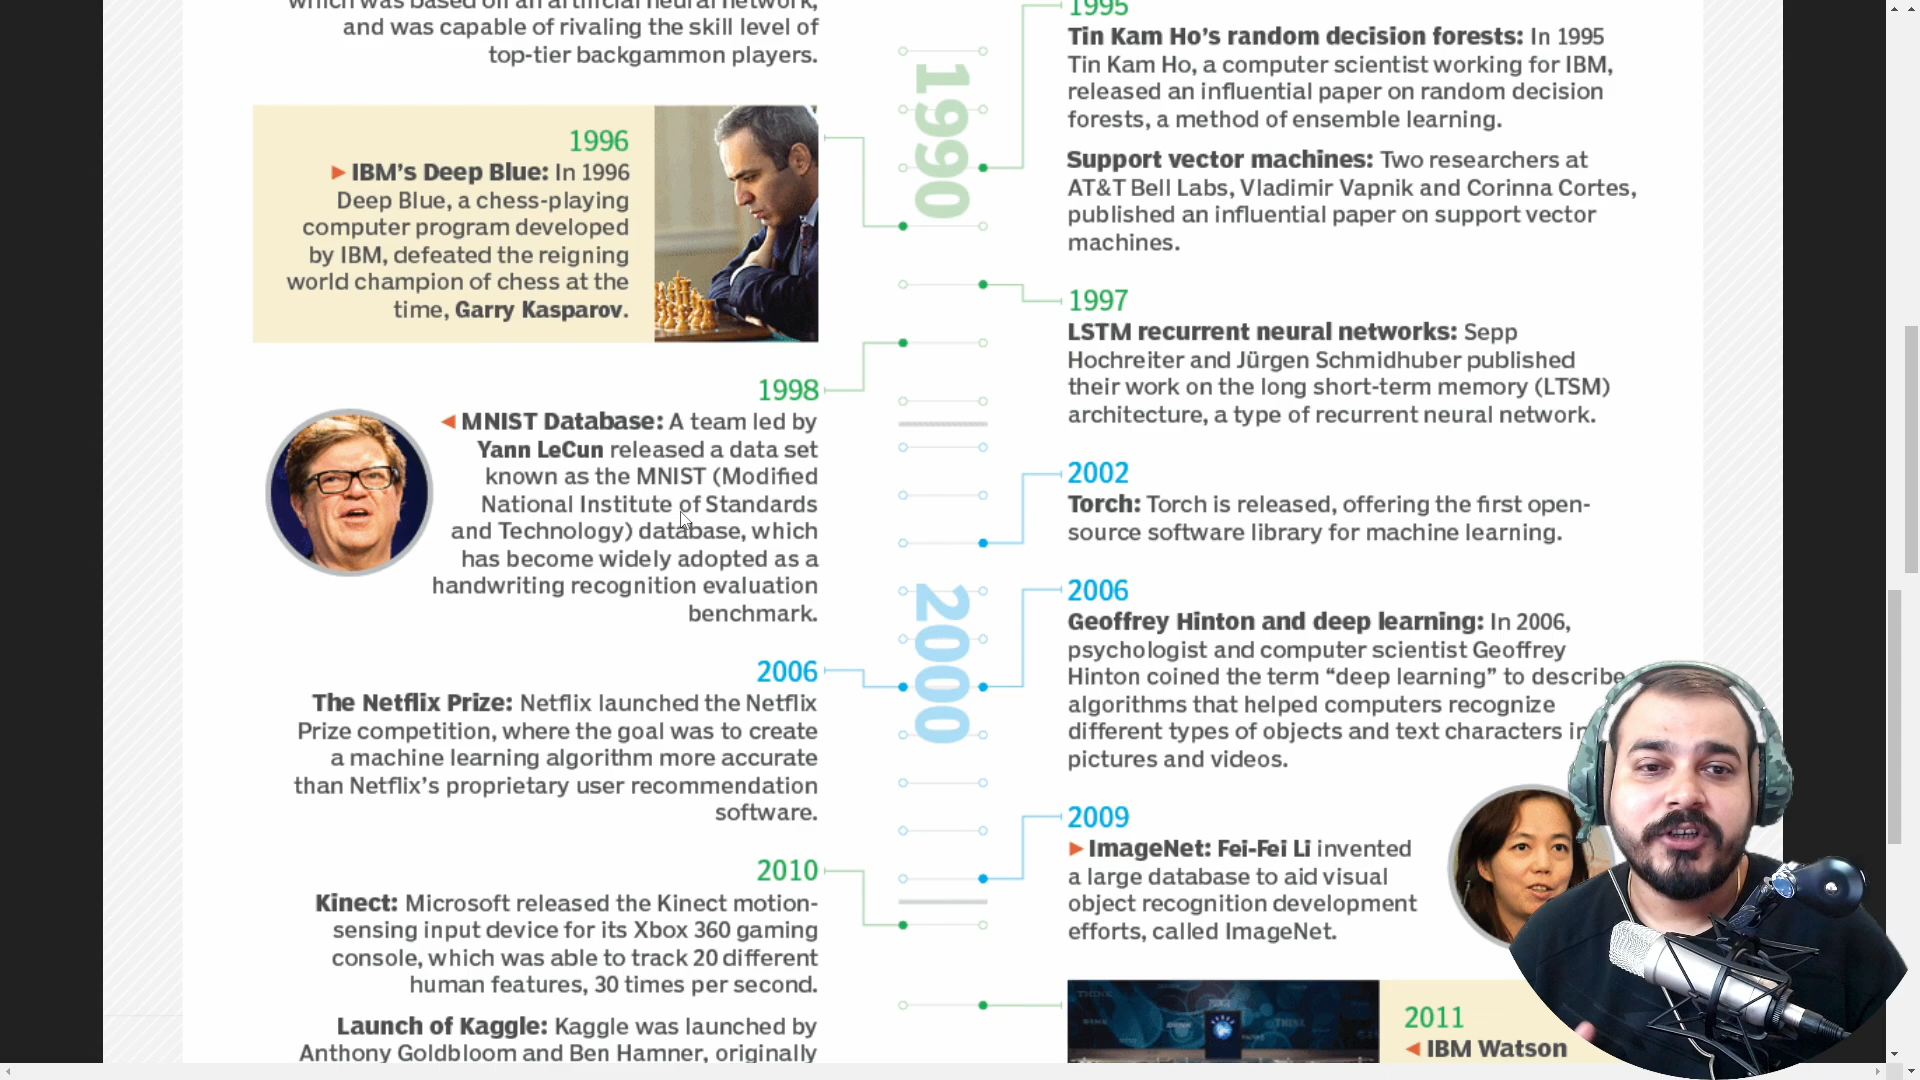 which was based on an artificial neural network,
and was capable of rivaling the skill level of
top-tier backgammon players.
1996
IBM's Deep Blue: In 1996
Deep Blue, a chess-playing
computer program developed
by IBM, defeated the reigning
world champion of chess at the
time, Garry Kasparov.
1998
MNIST Database: A team led by
Yann LeCun released a data set
known as the MNIST (Modified
National Institute of Standards
and Technology) database, which
has become widely adopted as a
handwriting recognition evaluation
benchmark.
2006
The Netflix Prize: Netflix launched the Netflix
Prize competition, where the goal was to create
a machine learning algorithm more accurate
than Netflix's proprietary user recommendation
software.
2010
Kinect: Microsoft released the Kinect motion-
sensing input device for its Xbox 360 gaming
console, which was able to track 20 different
human features, 30 times per second.
Launch of Kaggle: Kaggle was launched by
Anthony Goldbloom and Ben Hamner, originally
1990
2000
1995
Tin Kam Ho's random decision forests: In 1995
Tin Kam Ho, a computer scientist working for IBM,
released an influential paper on random decision
forests, a method of ensemble learning.
Support vector machines: Two researchers at
AT&T Bell Labs, Vladimir Vapnik and Corinna Cortes,
published an influential paper on support vector
machines.
1997
LSTM recurrent neural networks: Sepp
Hochreiter and Jürgen Schmidhuber published
their work on the long short-term memory (LTSM)
architecture, a type of recurrent neural network.
2002
Torch: Torch is released, offering the first open-
source software library for machine learning.
2006
Geoffrey Hinton and deep learning: In 2006,
psychologist and computer scientist Geoffrey
Hinton coined the term “deep learning” to describe
algorithms that helped computers recognize
different types of objects and text characters in
pictures and videos.
2009
ImageNet: Fei-Fei Li invented
a large database to aid visual
object recognition development
efforts, called ImageNet.
THINK
THINK
2011
IBM Watson